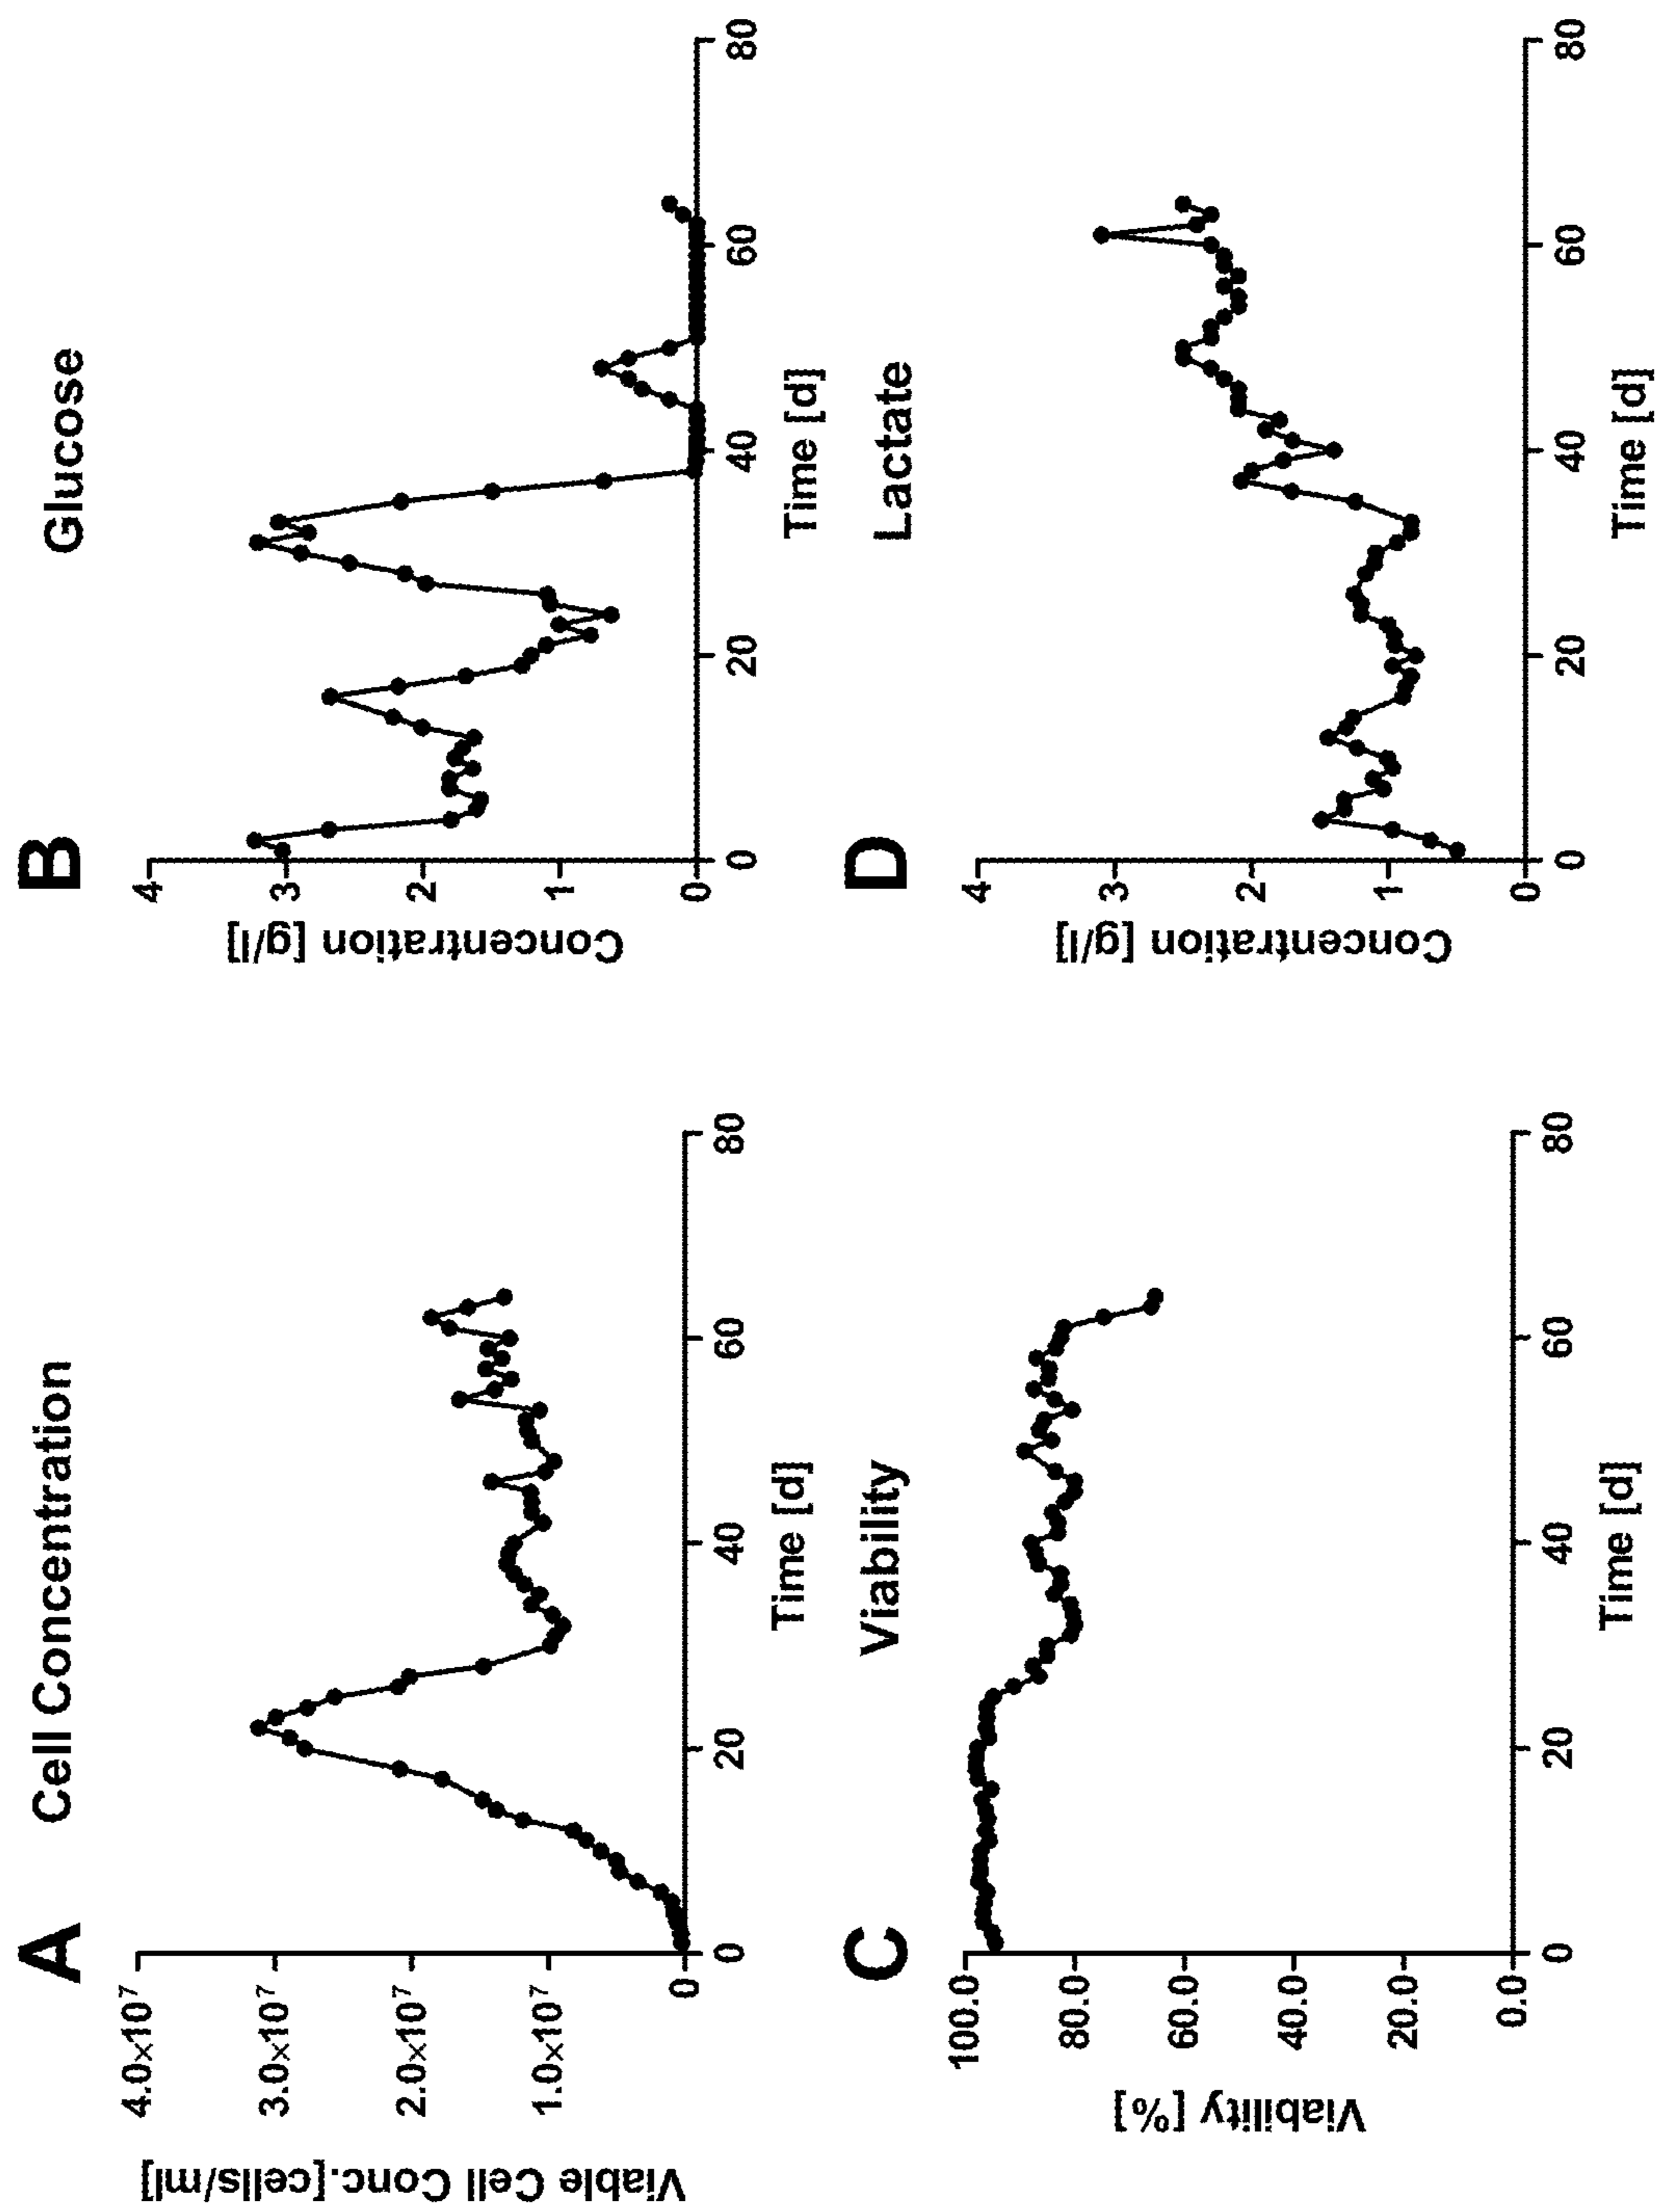 A Cell Concentration
Viable Cell Conc.[cells/ml]
4.0×10⁷
3.0×10⁷
2.0×10⁷
1.0×10⁷
0
0 20 40 60 80
Time [d]
B Glucose
Concentration [g/l]
4
3
2
1
0
0 20 40 60 80
Time [d]
C Viability
Viability [%]
100.0
80.0
60.0
40.0
20.0
0.0
0 20 40 60 80
Time [d]
D Lactate
Concentration [g/l]
4
3
2
1
0
0 20 40 60 80
Time [d]